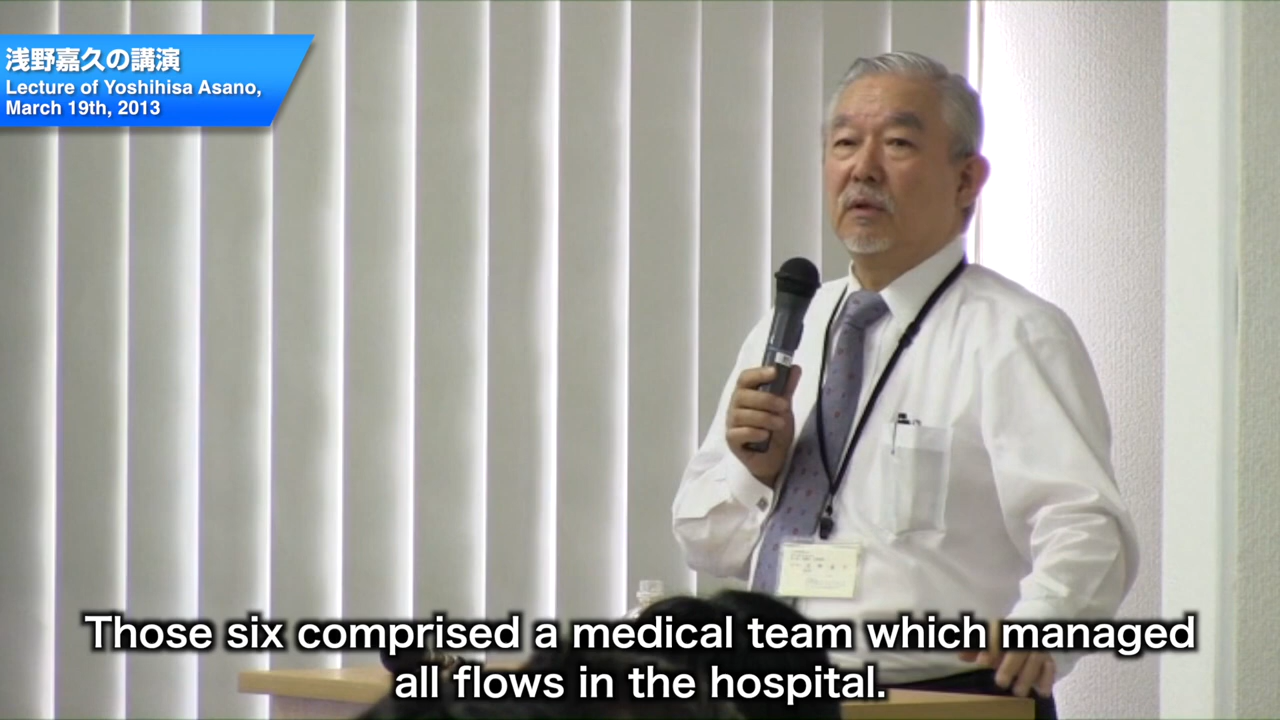 浅野嘉久の講演
Lecture of Yoshihisa Asano,
March 19th, 2013
Those six comprised a medical team which managed
all flows in the hospital.